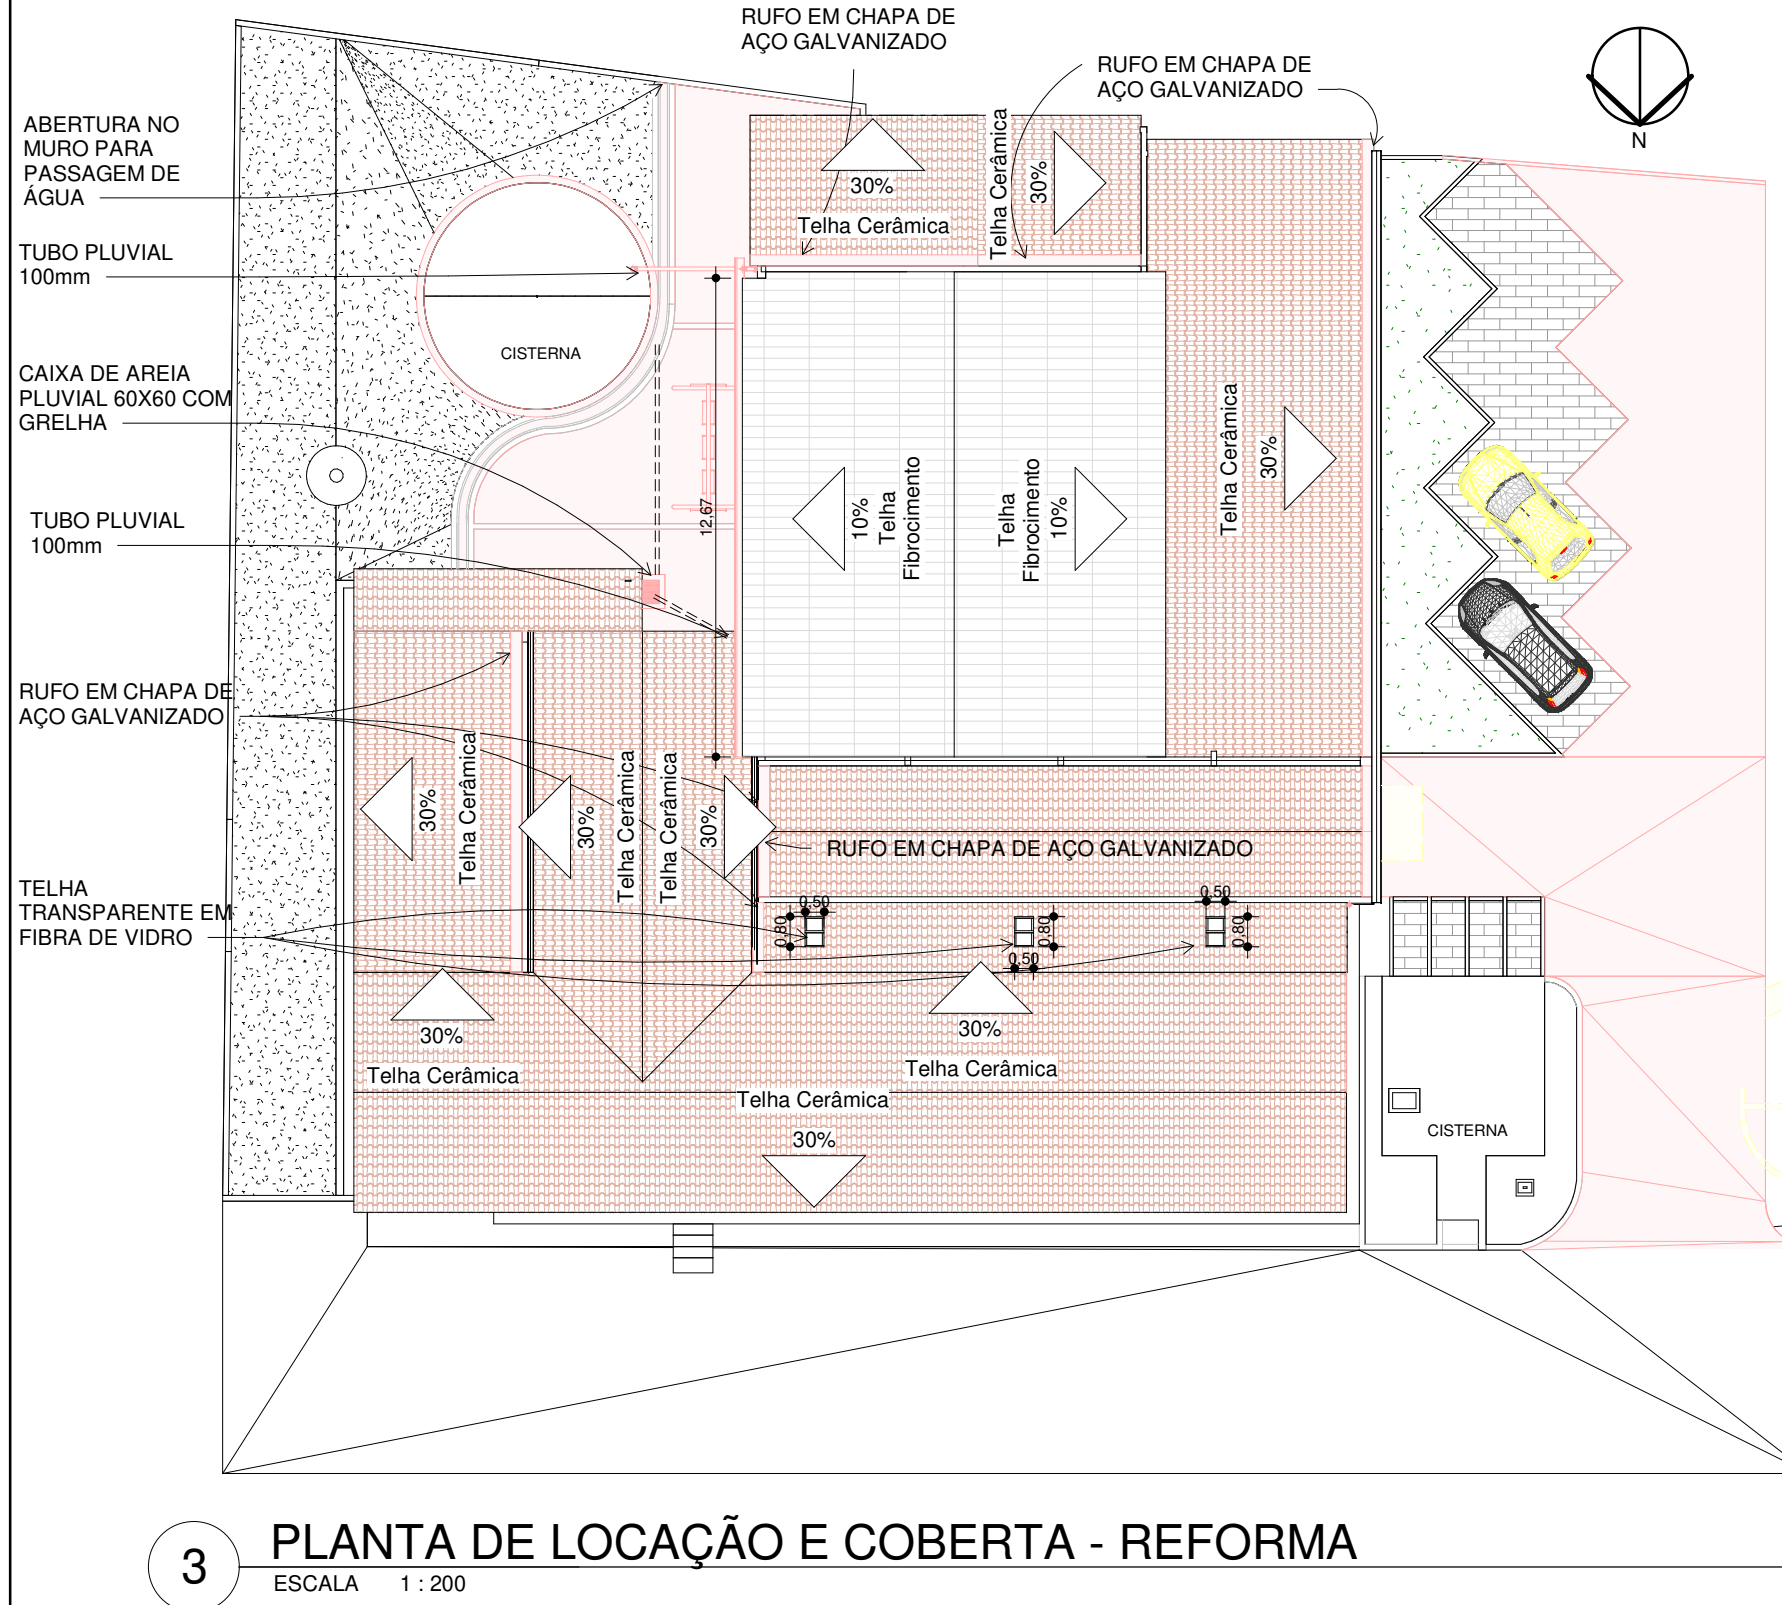 RUFO EM CHAPA DE
AÇO GALVANIZADO
RUFO EM CHAPA DE
AÇO GALVANIZADO
N
ABERTURA NO
MURO PARA
PASSAGEM DE
ÁGUA
TUBO PLUVIAL
100mm
CAIXA DE AREIA
PLUVIAL 60X60 COM
GRELHA
TUBO PLUVIAL
100mm
RUFO EM CHAPA DE
AÇO GALVANIZADO
TELHA
TRANSPARENTE EM
FIBRA DE VIDRO
30%
Telha Cerâmica
Telha Cerâmica
30%
CISTERNA
12,67
10%
Telha
Fibrocimento
Telha
Fibrocimento
10%
Telha Cerâmica
30%
30%
Telha Cerâmica
30%
Telha Cerâmica
Telha Cerâmica
30%
RUFO EM CHAPA DE AÇO GALVANIZADO
0,50
0,80
0,80
0,50
0,50
0,80
30%
Telha Cerâmica
30%
Telha Cerâmica
Telha Cerâmica
30%
CISTERNA
3
PLANTA DE LOCAÇÃO E COBERTA - REFORMA
ESCALA 1 : 200